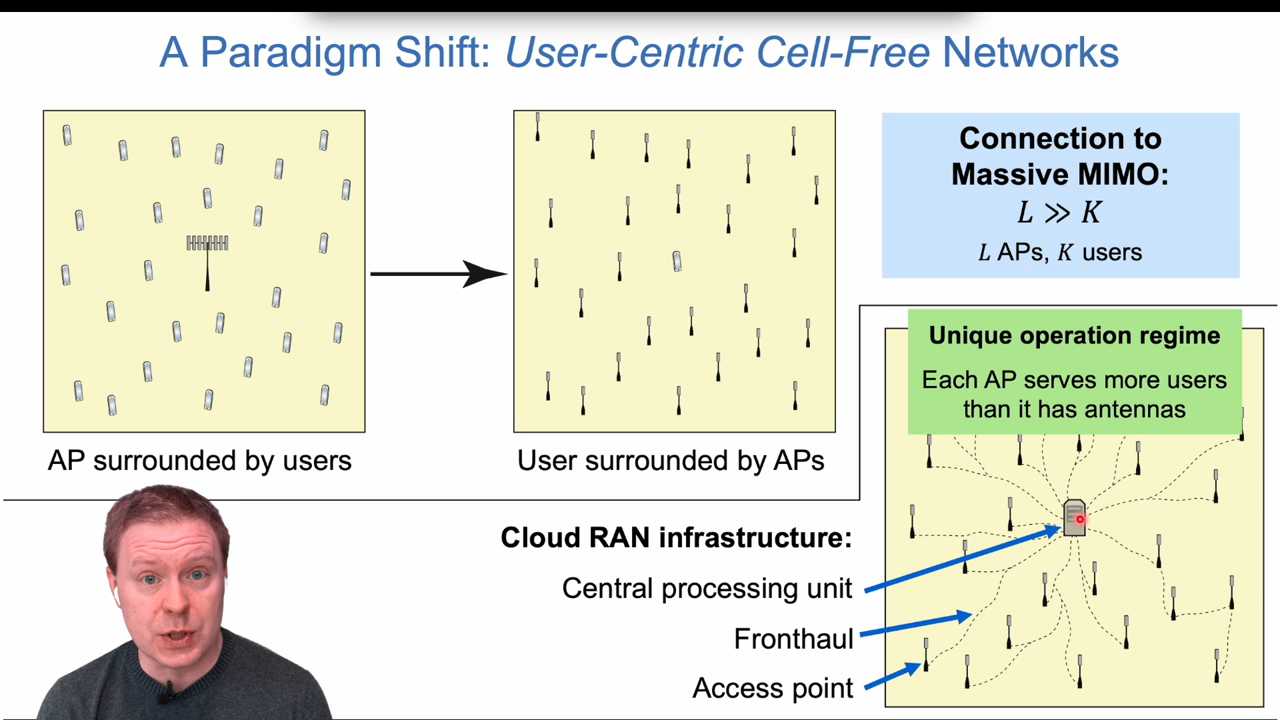 A Paradigm Shift: User-Centric Cell-Free Networks
AP surrounded by users
User surrounded by APs
Connection to
Massive MIMO:
L ≫ K
L APs, K users
Unique operation regime
Each AP serves more users
than it has antennas
Cloud RAN infrastructure:
Central processing unit
Fronthaul
Access point